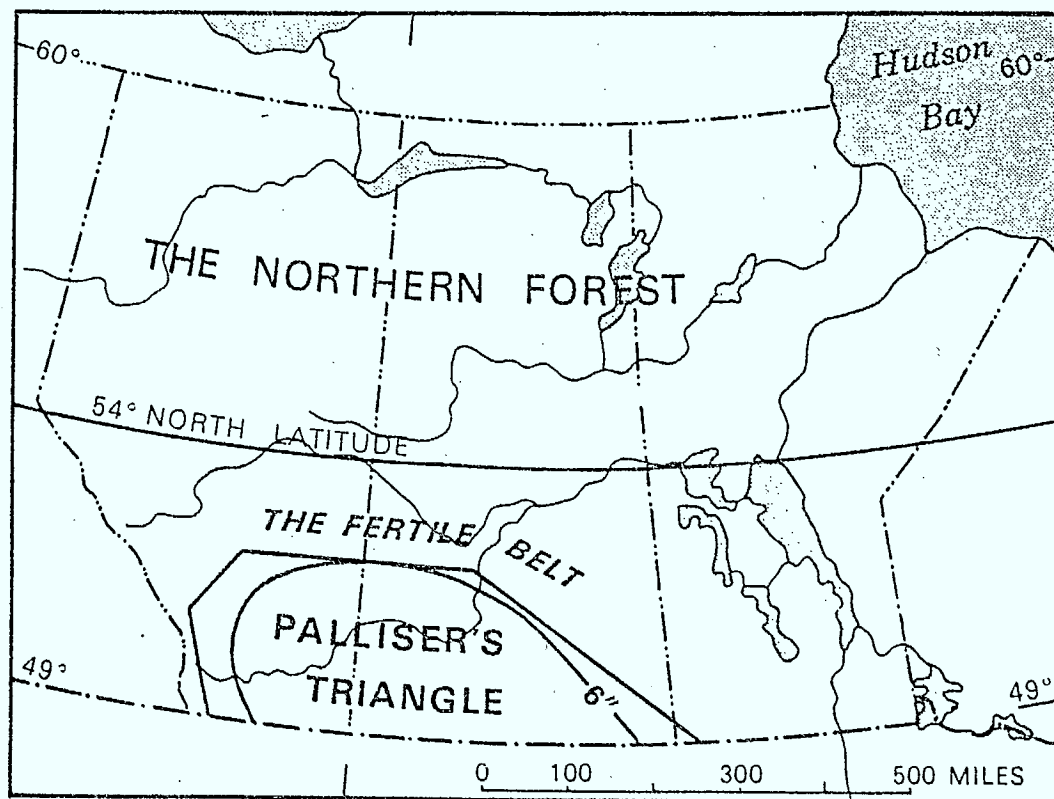 Hudson
Bay
60°
60°
THE NORTHERN FOREST
54° NORTH LATITUDE
THE FERTILE BELT
PALLISER'S
TRIANGLE
6"
49°
49°
0 100 300 500 MILES